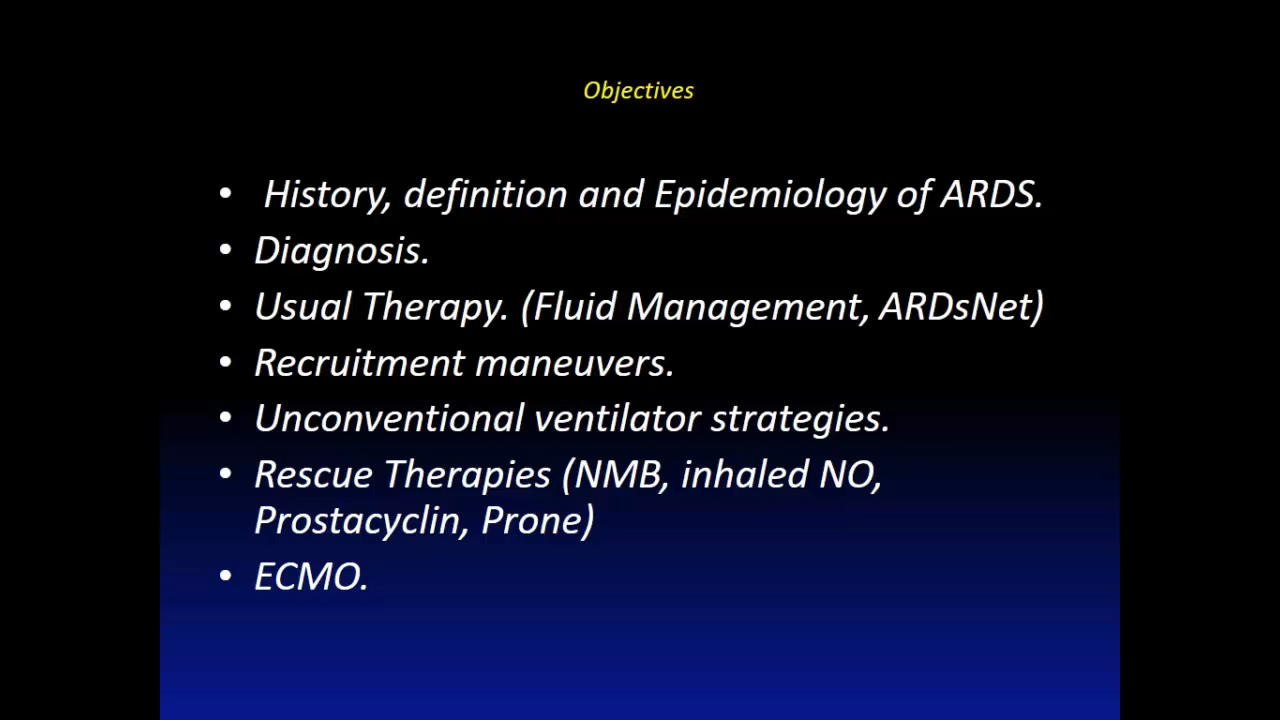 Objectives
• History, definition and Epidemiology of ARDS.
• Diagnosis.
• Usual Therapy. (Fluid Management, ARDsNet)
• Recruitment maneuvers.
• Unconventional ventilator strategies.
• Rescue Therapies (NMB, inhaled NO,
Prostacyclin, Prone)
• ECMO.